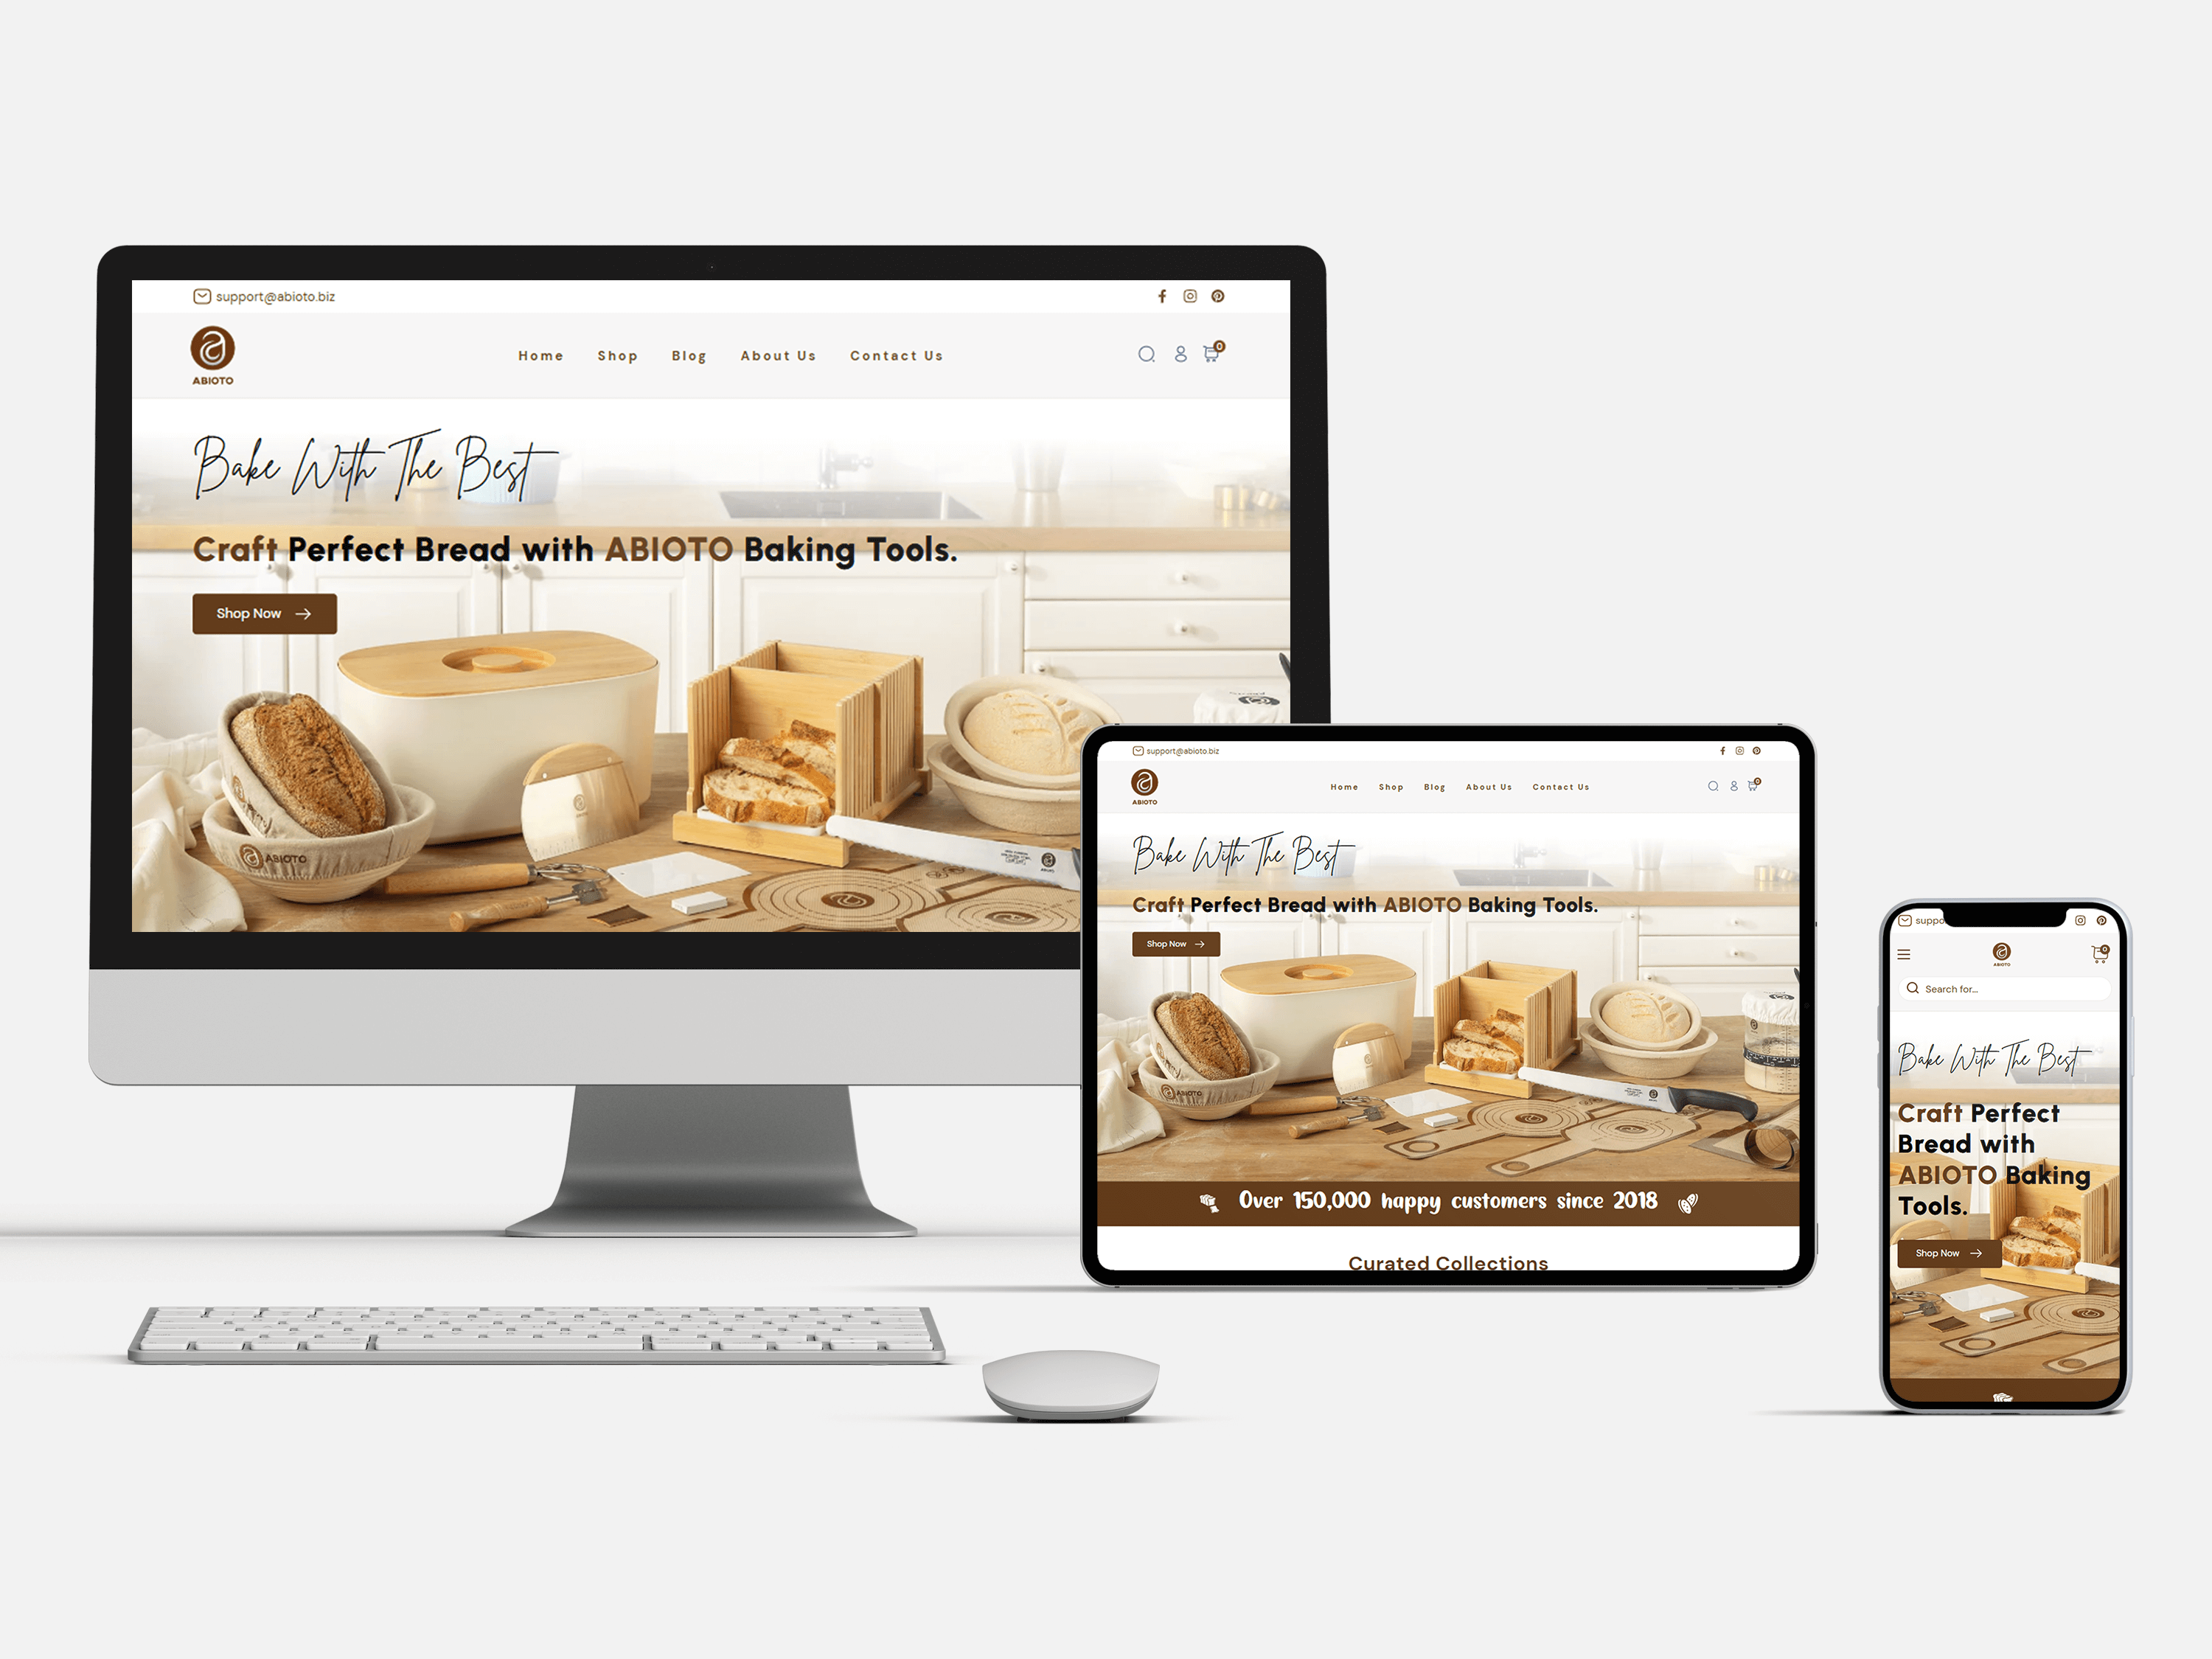 support@abioto.biz
ABIOTO
Home Shop Blog About Us Contact Us
0
Bake With The Best
Craft Perfect Bread with ABIOTO Baking Tools.
Shop Now
ABIOTO
support@abioto.biz
ABIOTO
Home Shop Blog About Us Contact Us
0
Bake With The Best
Craft Perfect Bread with ABIOTO Baking Tools.
Shop Now
ABIOTO
Over 150,000 happy customers since 2018
Curated Collections
suppo
ABIOTO
0
Search for...
Bake With The Best
Craft Perfect
Bread with
ABIOTO Baking
Tools.
Shop Now